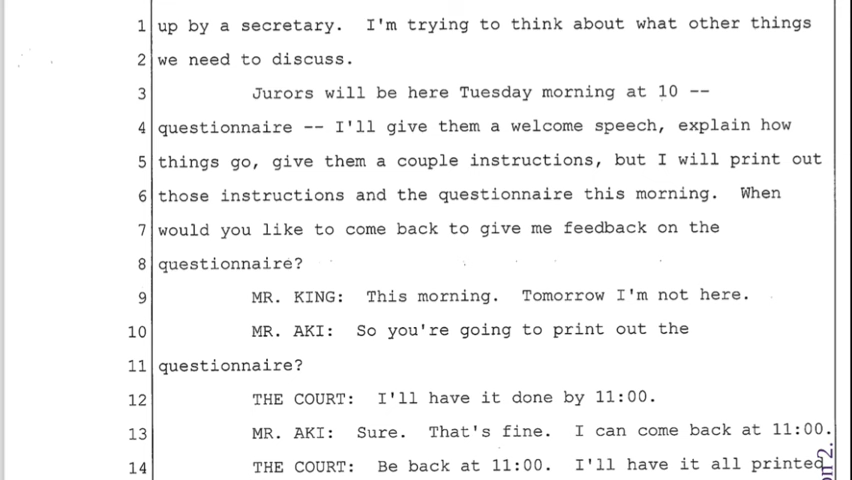 1 up by a secretary.  I'm trying to think about what other things
2 we need to discuss.
3 Jurors will be here Tuesday morning at 10 --
4 questionnaire -- I'll give them a welcome speech, explain how
5 things go, give them a couple instructions, but I will print out
6 those instructions and the questionnaire this morning.  When
7 would you like to come back to give me feedback on the
8 questionnaire?
9 MR. KING:  This morning.  Tomorrow I'm not here.
10 MR. AKI:  So you're going to print out the
11 questionnaire?
12 THE COURT:  I'll have it done by 11:00.
13 MR. AKI:  Sure.  That's fine.  I can come back at 11:00.
14 THE COURT:  Be back at 11:00.  I'll have it all printed